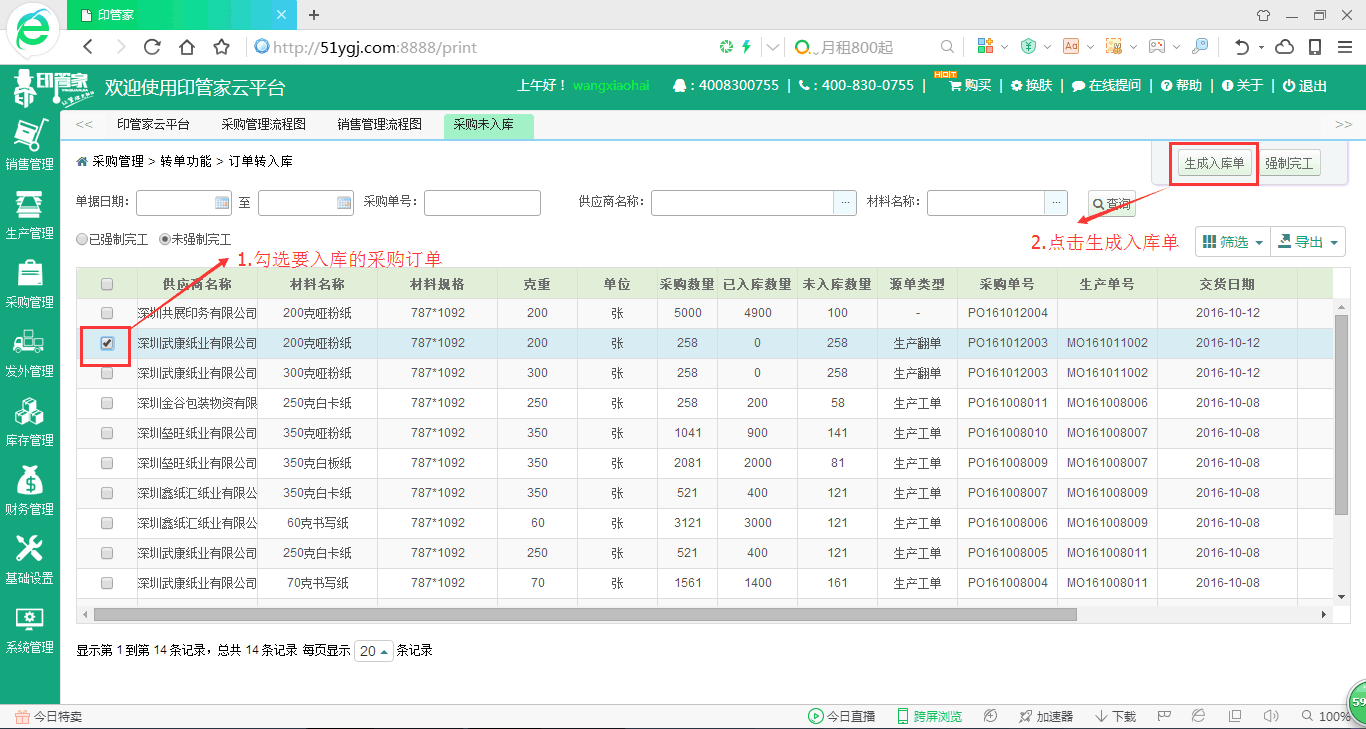 印管家
http://51ygj.com:8888/print
月租800起
印管家
欢迎使用印管家云平台
上午好！ wangxiaohai
: 4008300755 | : 400-830-0755 | HOT! 购买 | 换肤 | 在线提问 | 帮助 | 关于 | 退出
<< 印管家云平台 采购管理流程图 销售管理流程图 采购未入库 >>
销售管理
生产管理
采购管理
发外管理
库存管理
财务管理
基础设置
系统管理
采购管理 > 转单功能 > 订单转入库
生成入库单 强制完工
单据日期： 至 采购单号： 供应商名称： ... 材料名称： ... 查询
已强制完工 未强制完工
1.勾选要入库的采购订单
2.点击生成入库单
筛选 导出
供应商名称 材料名称 材料规格 克重 单位 采购数量 已入库数量 未入库数量 源单类型 采购单号 生产单号 交货日期
深圳共展印务有限公司 200克哑粉纸 787*1092 200 张 5000 4900 100 - PO161012004 2016-10-12
深圳武康纸业有限公司 200克哑粉纸 787*1092 200 张 258 0 258 生产翻单 PO161012003 MO161011002 2016-10-12
深圳武康纸业有限公司 300克哑粉纸 787*1092 300 张 258 0 258 生产翻单 PO161012003 MO161011002 2016-10-12
深圳金谷包装物资有限 250克白卡纸 787*1092 250 张 258 200 58 生产工单 PO161008011 MO161008006 2016-10-08
深圳垒旺纸业有限公司 350克哑粉纸 787*1092 350 张 1041 900 141 生产工单 PO161008010 MO161008007 2016-10-08
深圳垒旺纸业有限公司 350克白板纸 787*1092 350 张 2081 2000 81 生产工单 PO161008009 MO161008007 2016-10-08
深圳鑫纸汇纸业有限公 350克白卡纸 787*1092 350 张 521 400 121 生产工单 PO161008007 MO161008009 2016-10-08
深圳鑫纸汇纸业有限公 60克书写纸 787*1092 60 张 3121 3000 121 生产工单 PO161008006 MO161008009 2016-10-08
深圳武康纸业有限公司 250克白卡纸 787*1092 250 张 521 400 121 生产工单 PO161008005 MO161008011 2016-10-08
深圳武康纸业有限公司 70克书写纸 787*1092 70 张 1561 1400 161 生产工单 PO161008004 MO161008011 2016-10-08
显示第 1 到第 14 条记录，总共 14 条记录 每页显示 20 条记录
今日特卖 今日直播 跨屏浏览 加速器 下载 100%
59